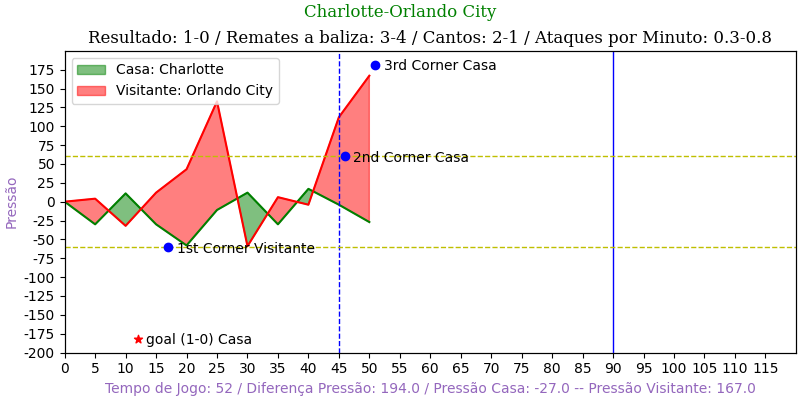 Charlotte-Orlando City
Resultado: 1-0 / Remates a baliza: 3-4 / Cantos: 2-1 / Ataques por Minuto: 0.3-0.8
Casa: Charlotte
Visitante: Orlando City
3rd Corner Casa
2nd Corner Casa
1st Corner Visitante
goal (1-0) Casa
Pressão
175
150
125
100
75
50
25
0
-25
-50
-75
-100
-125
-150
-175
-200
0 5 10 15 20 25 30 35 40 45 50 55 60 65 70 75 80 85 90 95 100 105 110 115
Tempo de Jogo: 52 / Diferença Pressão: 194.0 / Pressão Casa: -27.0 -- Pressão Visitante: 167.0